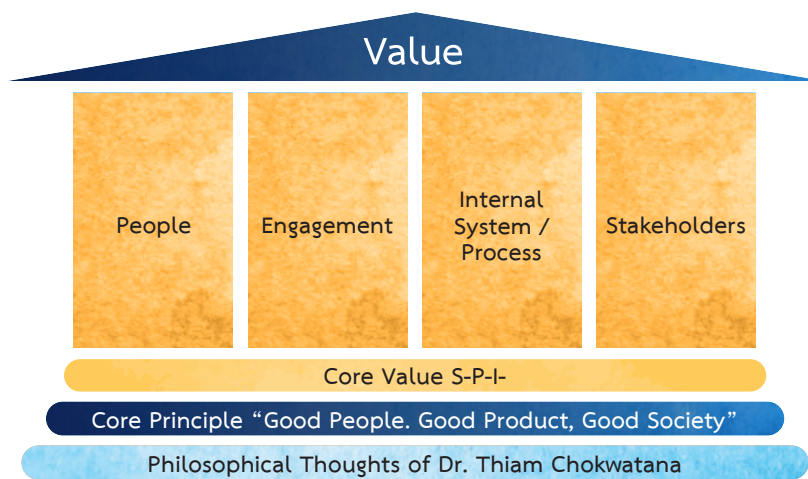 Value
People
Engagement
Internal
System /
Process
Stakeholders
Core Value S-P-I-
Core Principle “Good People. Good Product, Good Society”
Philosophical Thoughts of Dr. Thiam Chokwatana